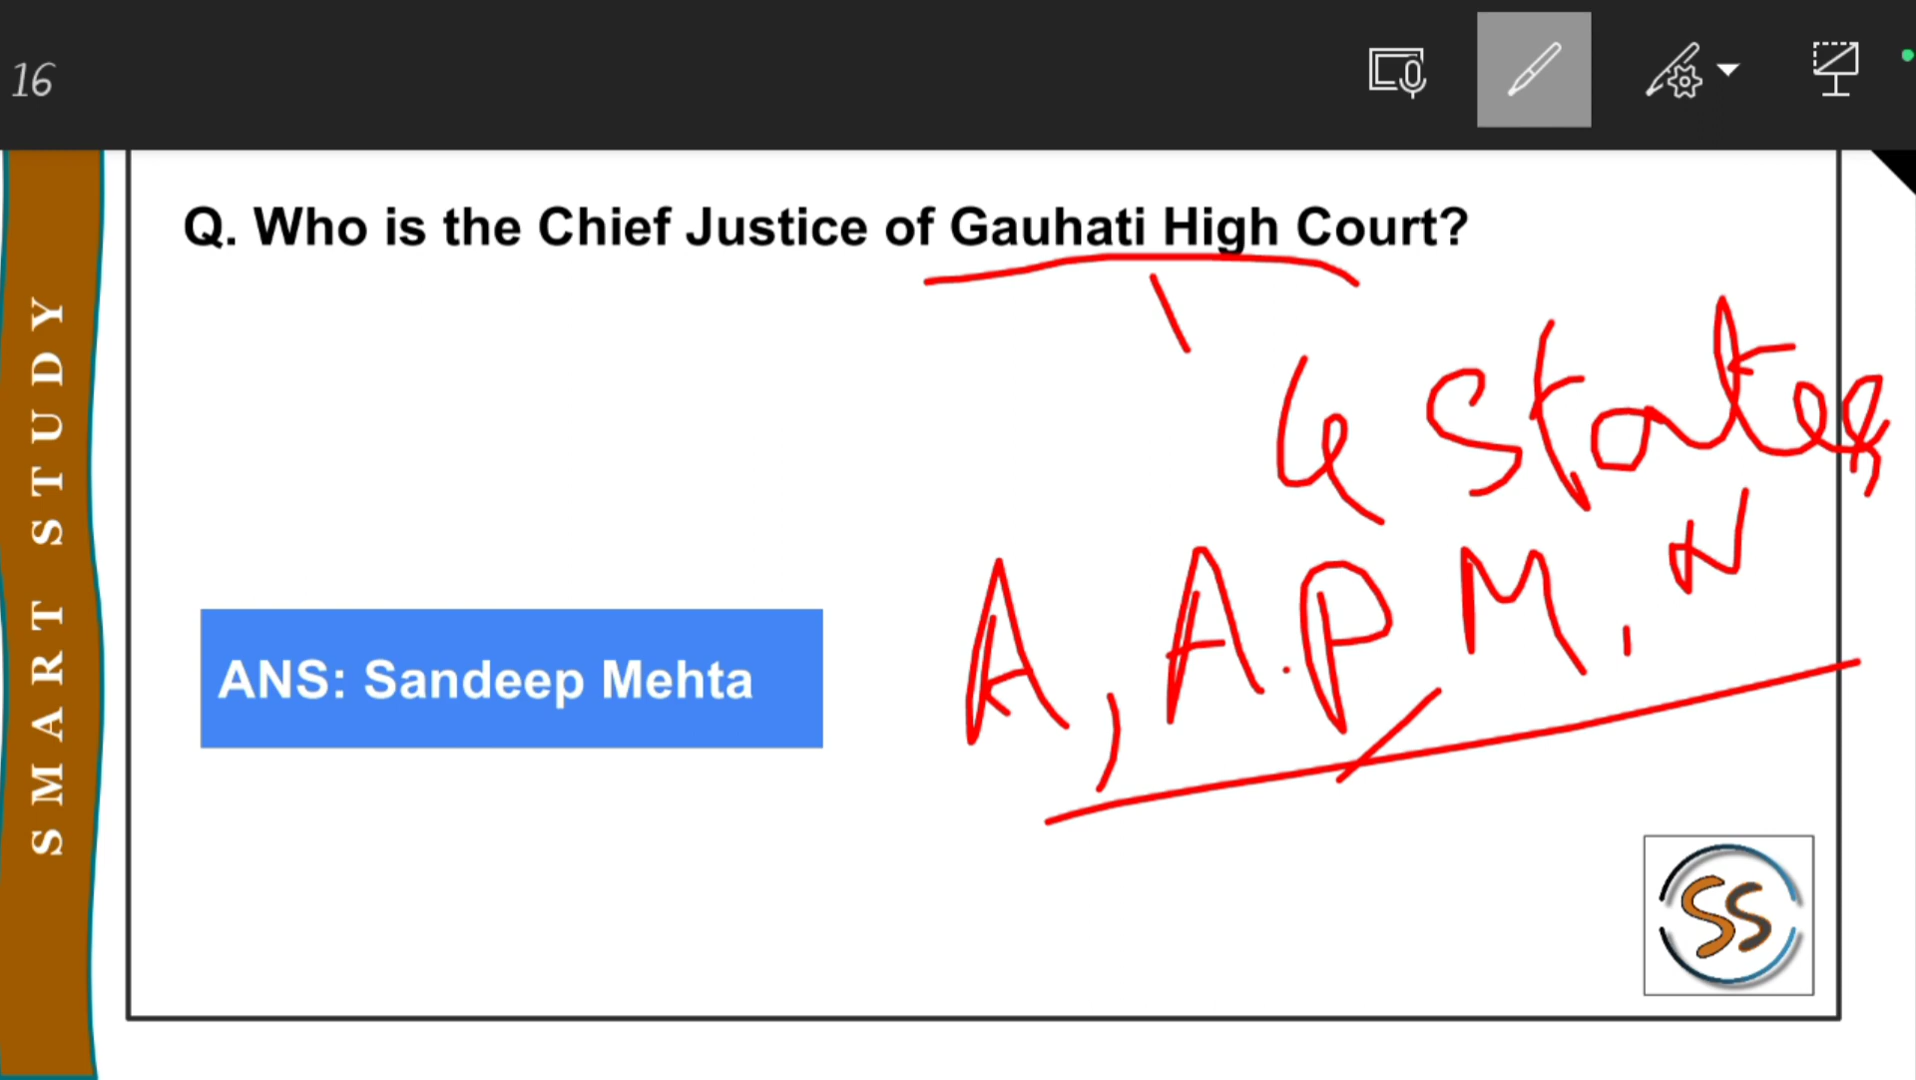 16
Q. Who is the Chief Justice of Gauhati High Court?
4 States
A, A.P M. N
ANS: Sandeep Mehta
SMART STUDY
SS